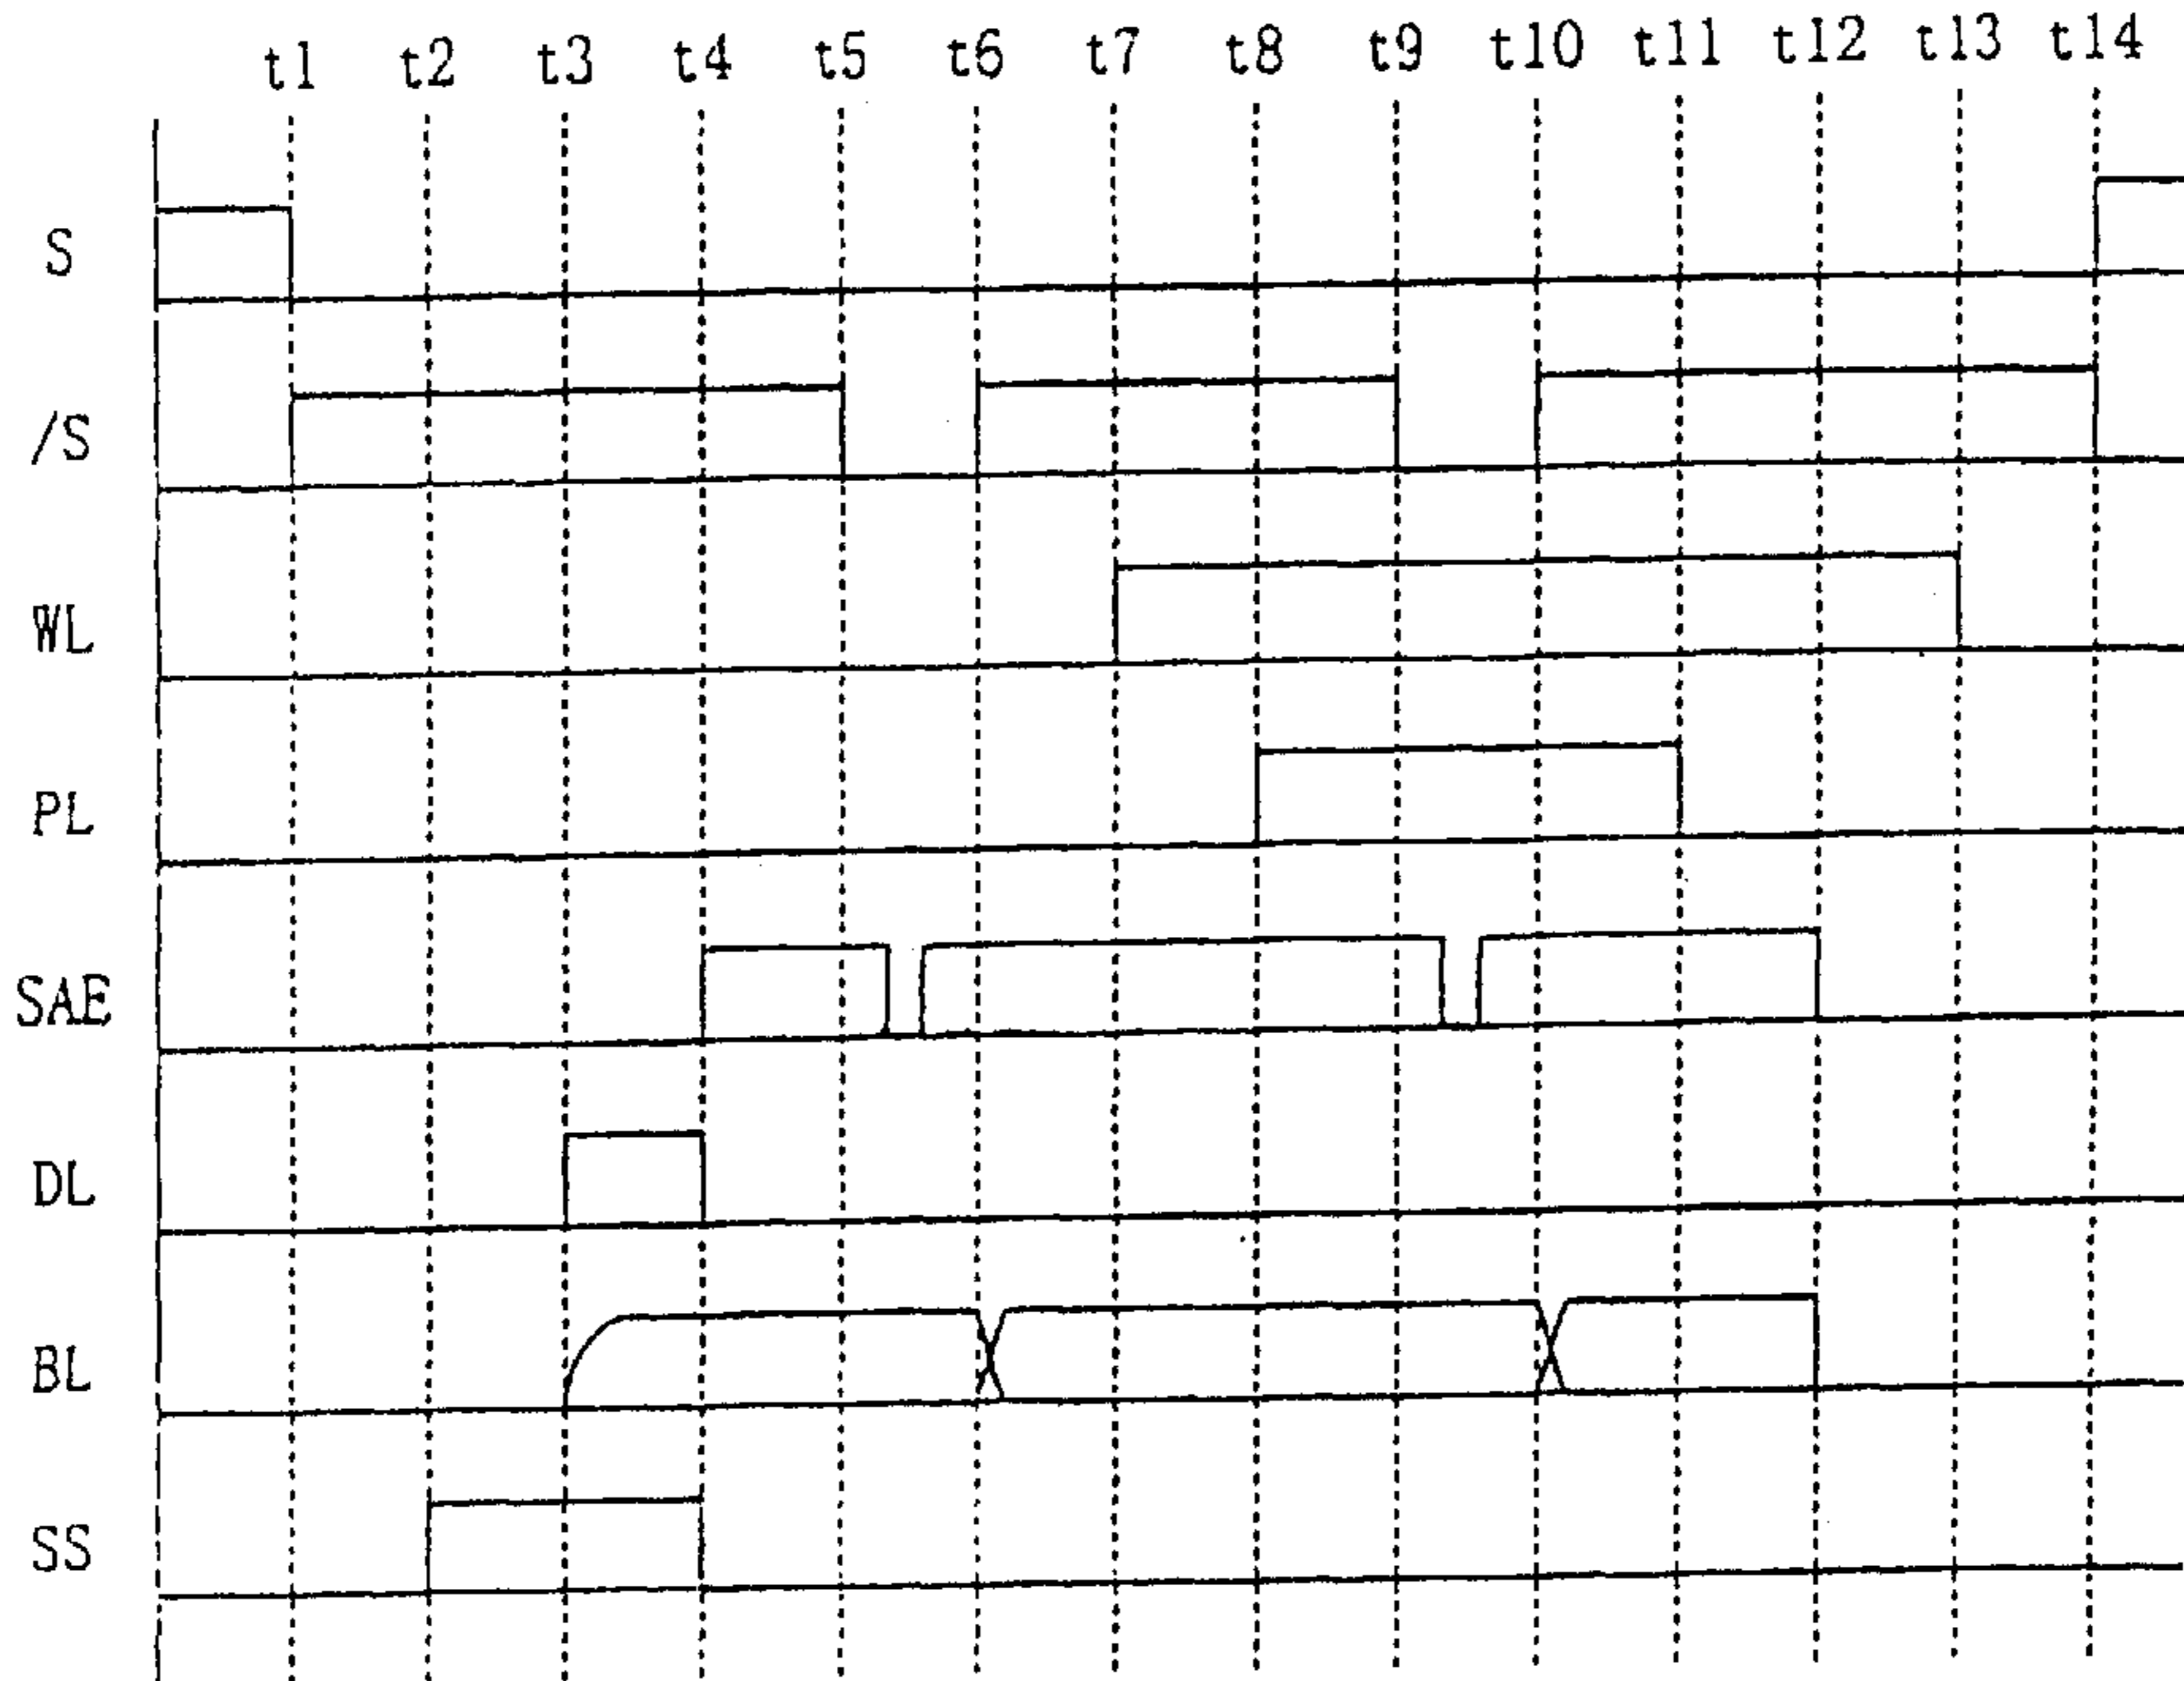 t1 t2 t3 t4 t5 t6 t7 t8 t9 t10 t11 t12 t13 t14
S
/S
WL
PL
SAE
DL
BL
SS